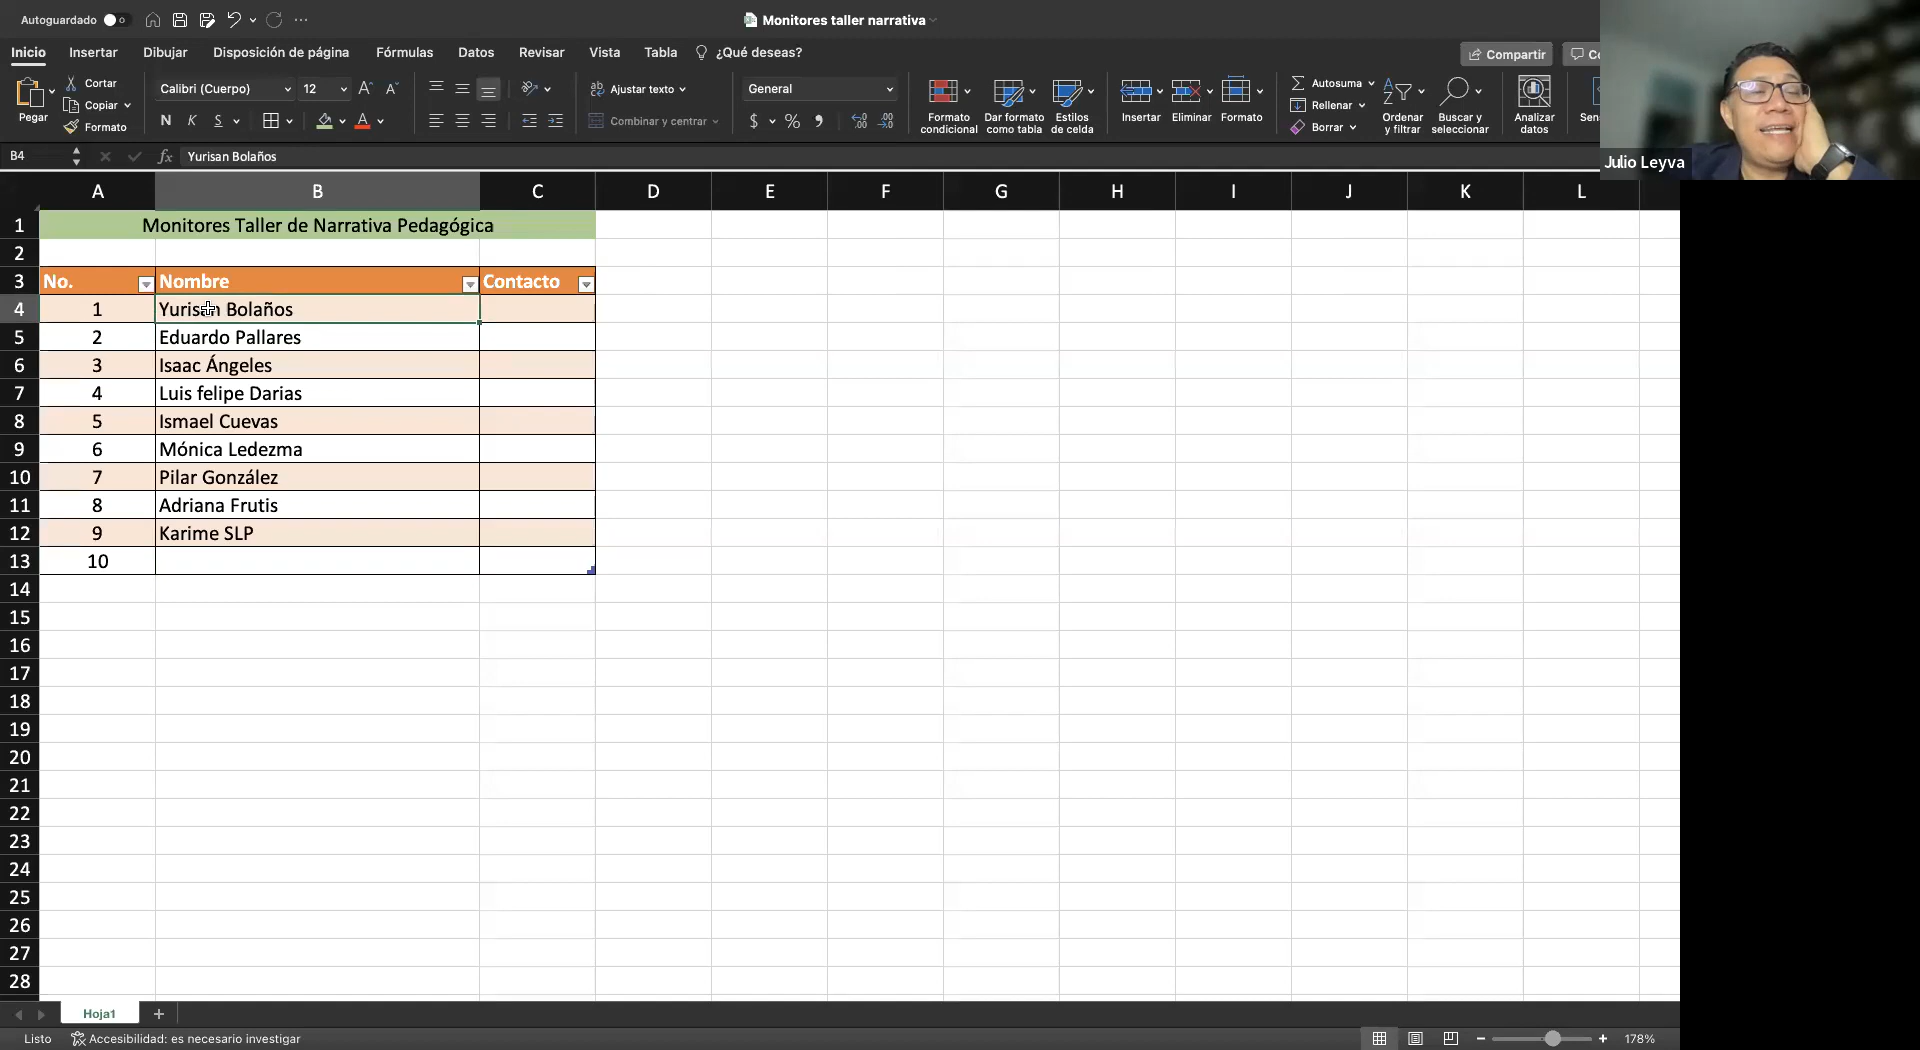 Autoguardado
Monitores taller narrativa
Inicio Insertar Dibujar Disposición de página Fórmulas Datos Revisar Vista Tabla ¿Qué deseas? Compartir
Pegar
Cortar
Copiar
Formato
Calibri (Cuerpo) 12
N K S
Ajustar texto
Combinar y centrar
General
$ % 
Formato condicional
Dar formato como tabla
Estilos de celda
Insertar
Eliminar
Formato
Autosuma
Rellenar
Borrar
Ordenar y filtrar
Buscar y seleccionar
Analizar datos
Julio Leyva
B4 fx Yurisan Bolaños
A B C D E F G H I J K L
1 Monitores Taller de Narrativa Pedagógica
2
3 No. Nombre Contacto
4 1 Yurisan Bolaños
5 2 Eduardo Pallares
6 3 Isaac Ángeles
7 4 Luis felipe Darias
8 5 Ismael Cuevas
9 6 Mónica Ledezma
10 7 Pilar González
11 8 Adriana Frutis
12 9 Karime SLP
13 10
14
15
16
17
18
19
20
21
22
23
24
25
26
27
28
Hoja1
Listo Accesibilidad: es necesario investigar 178%